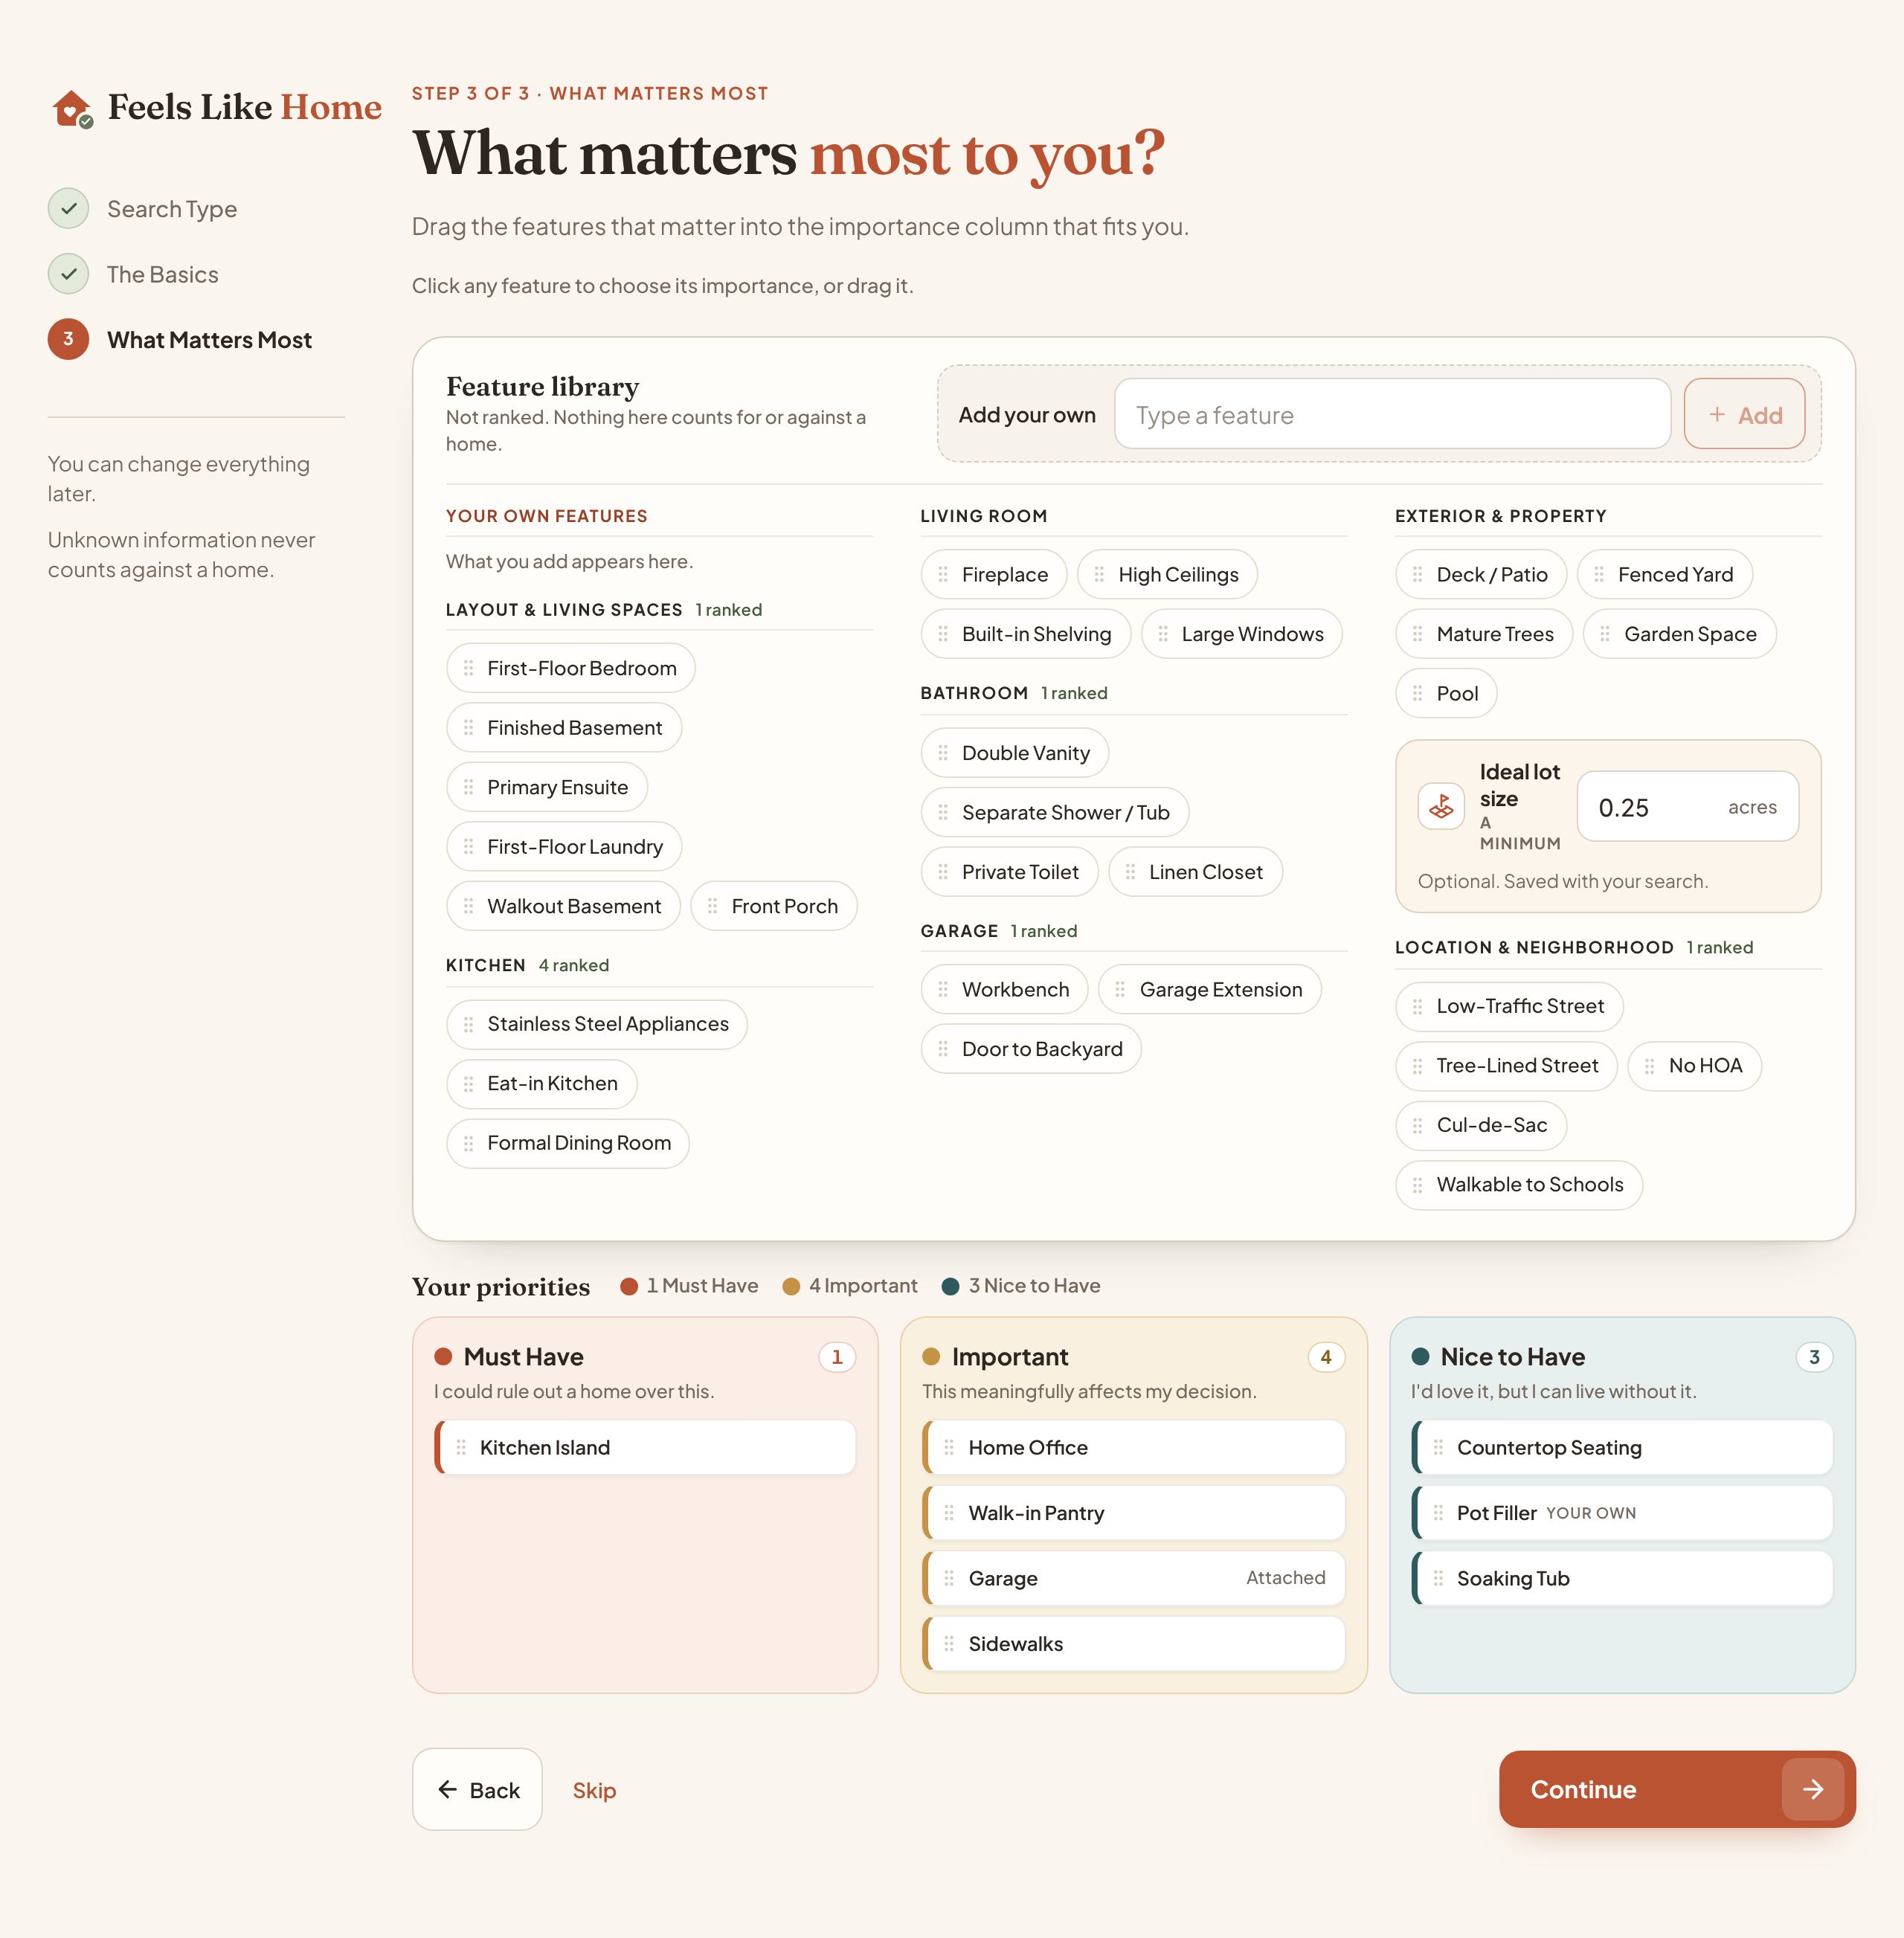 Feels Like Home
Search Type
The Basics
3 What Matters Most
You can change everything
later.
Unknown information never
counts against a home.
STEP 3 OF 3 · WHAT MATTERS MOST
What matters most to you?
Drag the features that matter into the importance column that fits you.
Click any feature to choose its importance, or drag it.
Feature library
Not ranked. Nothing here counts for or against a
home.
Add your own
Type a feature
+ Add
YOUR OWN FEATURES
What you add appears here.
LAYOUT & LIVING SPACES 1 ranked
First-Floor Bedroom
Finished Basement
Primary Ensuite
First-Floor Laundry
Walkout Basement
Front Porch
KITCHEN 4 ranked
Stainless Steel Appliances
Eat-in Kitchen
Formal Dining Room
LIVING ROOM
Fireplace
High Ceilings
Built-in Shelving
Large Windows
BATHROOM 1 ranked
Double Vanity
Separate Shower / Tub
Private Toilet
Linen Closet
GARAGE 1 ranked
Workbench
Garage Extension
Door to Backyard
EXTERIOR & PROPERTY
Deck / Patio
Fenced Yard
Mature Trees
Garden Space
Pool
Ideal lot
size
A
MINIMUM
0.25 acres
Optional. Saved with your search.
LOCATION & NEIGHBORHOOD 1 ranked
Low-Traffic Street
Tree-Lined Street
No HOA
Cul-de-Sac
Walkable to Schools
Your priorities
1 Must Have
4 Important
3 Nice to Have
Must Have 1
I could rule out a home over this.
Kitchen Island
Important 4
This meaningfully affects my decision.
Home Office
Walk-in Pantry
Garage Attached
Sidewalks
Nice to Have 3
I'd love it, but I can live without it.
Countertop Seating
Pot Filler YOUR OWN
Soaking Tub
Back
Skip
Continue